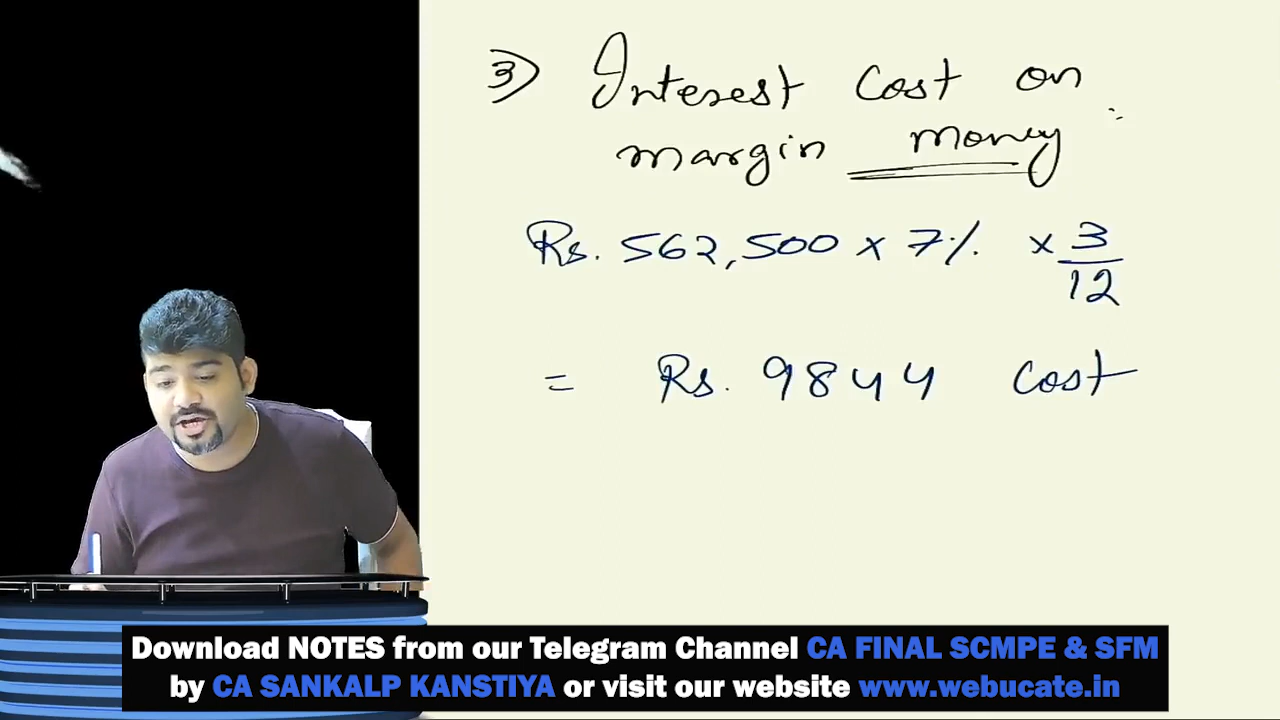 3) Interest Cost on
margin money :
Rs. 562,500 x 7% x 3/12
= Rs. 9844 cost
Download NOTES from our Telegram Channel CA FINAL SCMPE & SFM
by CA SANKALP KANSTIYA or visit our website www.webucate.in